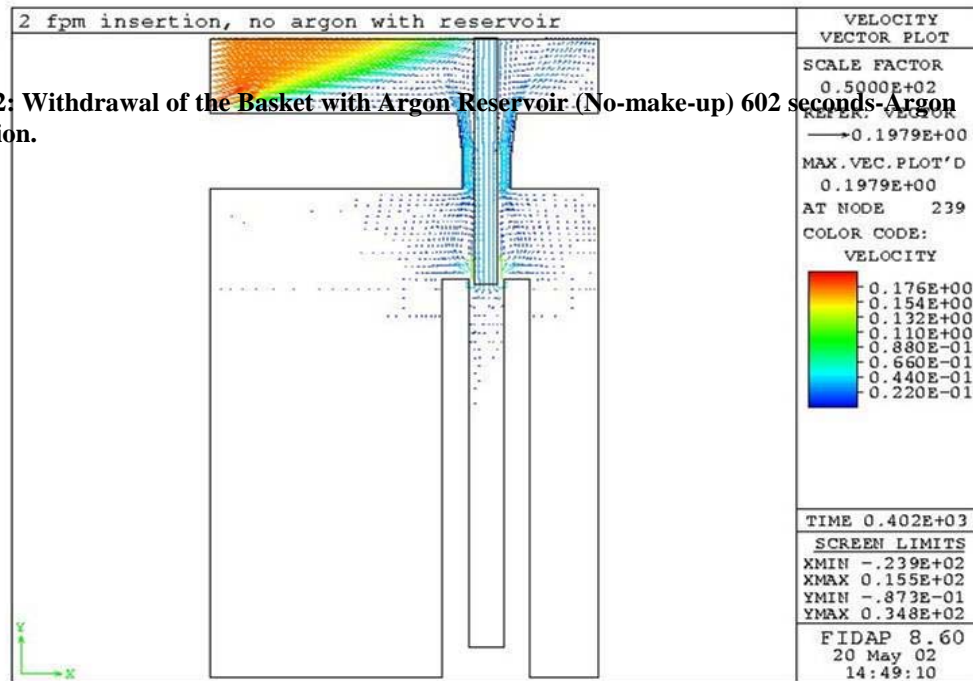 2 fpm insertion, no argon with reservoir
2: Withdrawal of the Basket with Argon Reservoir (No-make-up) 602 seconds-Argon
ion.
VELOCITY
VECTOR PLOT
SCALE FACTOR
0.5000E+02
REFER. VECTOR
0.1979E+00
MAX.VEC.PLOT'D
0.1979E+00
AT NODE 239
COLOR CODE:
VELOCITY
0.176E+00
0.154E+00
0.132E+00
0.110E+00
0.880E-01
0.660E-01
0.440E-01
0.220E-01
TIME 0.402E+03
SCREEN LIMITS
XMIN -.239E+02
XMAX 0.155E+02
YMIN -.873E-01
YMAX 0.348E+02
FIDAP 8.60
20 May 02
14:49:10
Y
X